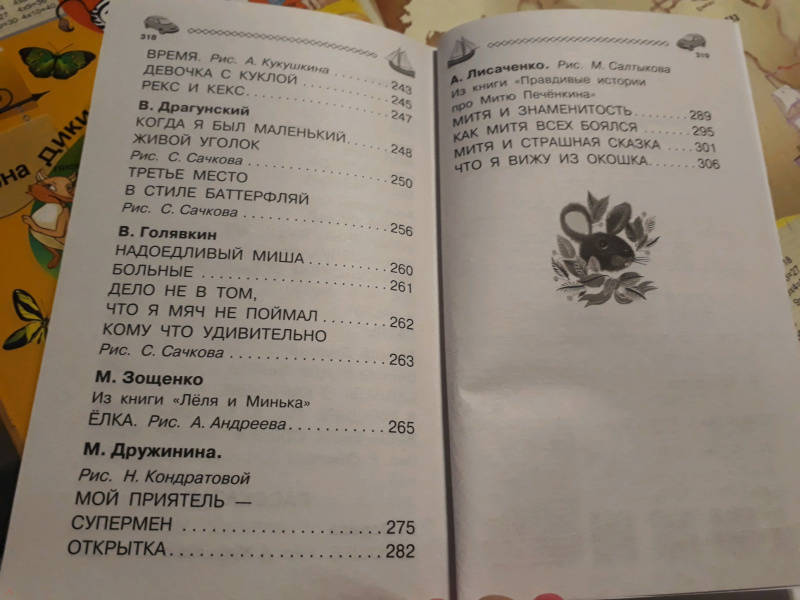 318
ВРЕМЯ. Рис. А. Кукушкина . . . 243
ДЕВОЧКА С КУКЛОЙ . . . 245
РЕКС И КЕКС. . . 247
В. Драгунский
КОГДА Я БЫЛ МАЛЕНЬКИЙ. . . 248
ЖИВОЙ УГОЛОК
Рис. С. Сачкова . . . 250
ТРЕТЬЕ МЕСТО
В СТИЛЕ БАТТЕРФЛЯЙ
Рис. С. Сачкова . . . 256
В. Голявкин
НАДОЕДЛИВЫЙ МИША . . . 260
БОЛЬНЫЕ . . . 261
ДЕЛО НЕ В ТОМ,
ЧТО Я МЯЧ НЕ ПОЙМАЛ . . . 262
КОМУ ЧТО УДИВИТЕЛЬНО
Рис. С. Сачкова . . . 263
М. Зощенко
Из книги «Лёля и Минька»
ЁЛКА. Рис. А. Андреева . . . 265
М. Дружинина.
Рис. Н. Кондратовой
МОЙ ПРИЯТЕЛЬ —
СУПЕРМЕН . . . 275
ОТКРЫТКА . . . 282
319
А. Лисаченко. Рис. М. Салтыкова
Из книги «Правдивые истории
про Митю Печёнкина»
МИТЯ И ЗНАМЕНИТОСТЬ . . . 289
КАК МИТЯ ВСЕХ БОЯЛСЯ . . . 295
МИТЯ И СТРАШНАЯ СКАЗКА . . . 301
ЧТО Я ВИЖУ ИЗ ОКОШКА. . . 306
на дики